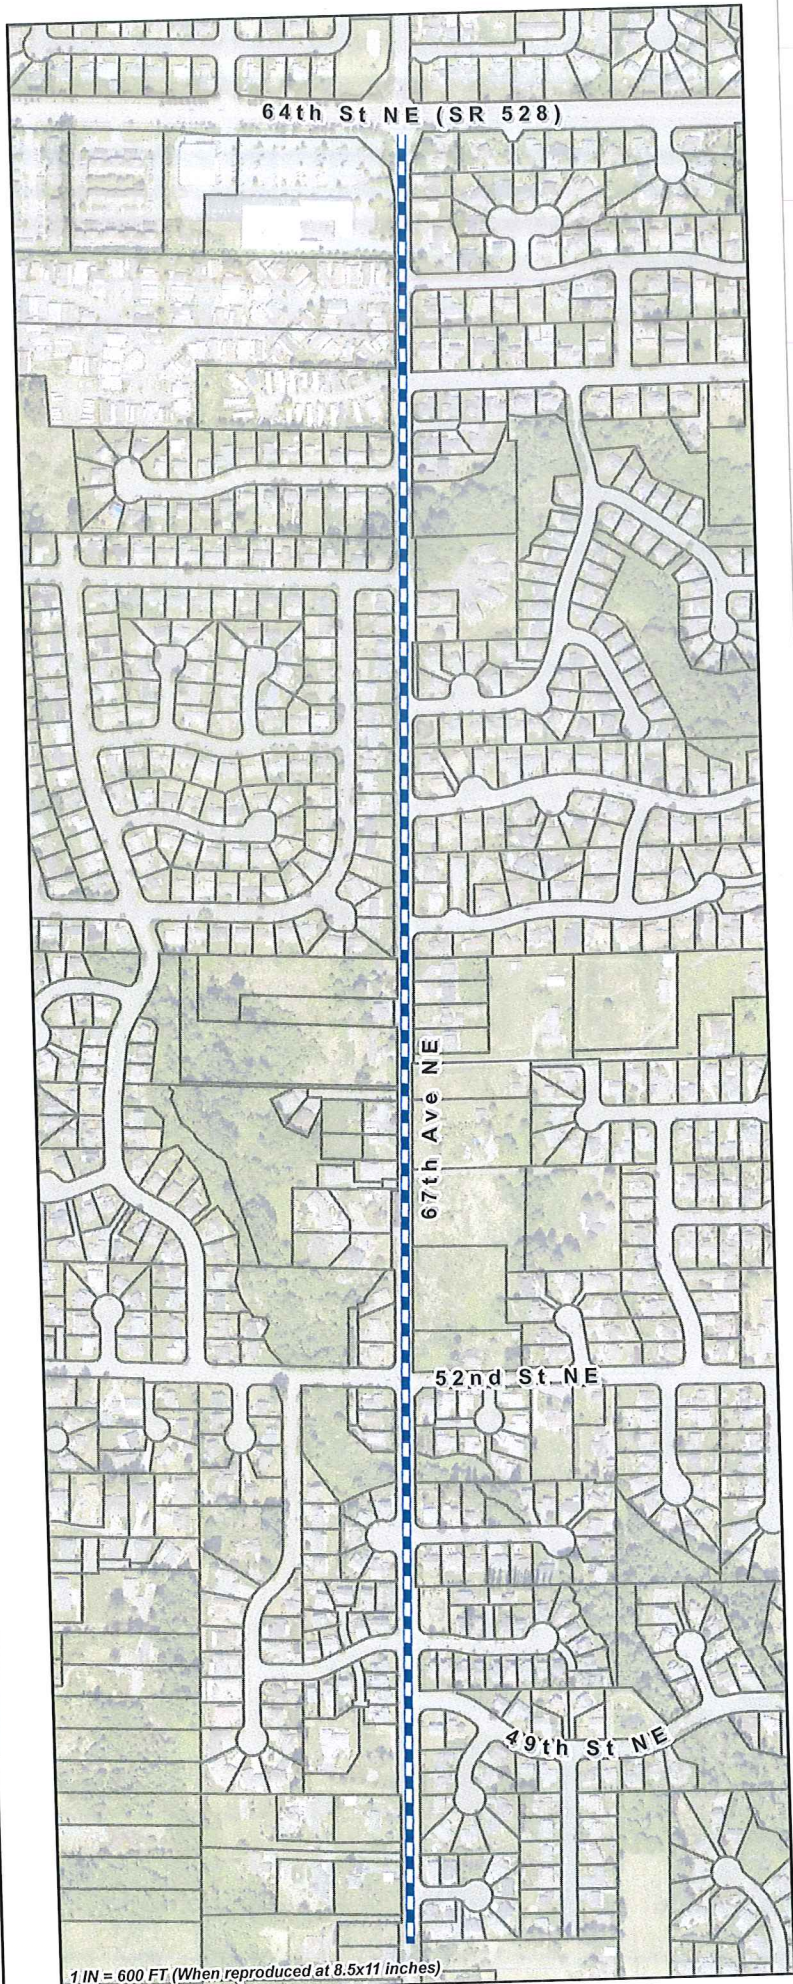 64th St NE (SR 528)
67th Ave NE
52nd St NE
49th St NE
1 IN = 600 FT (When reproduced at 8.5x11 inches)